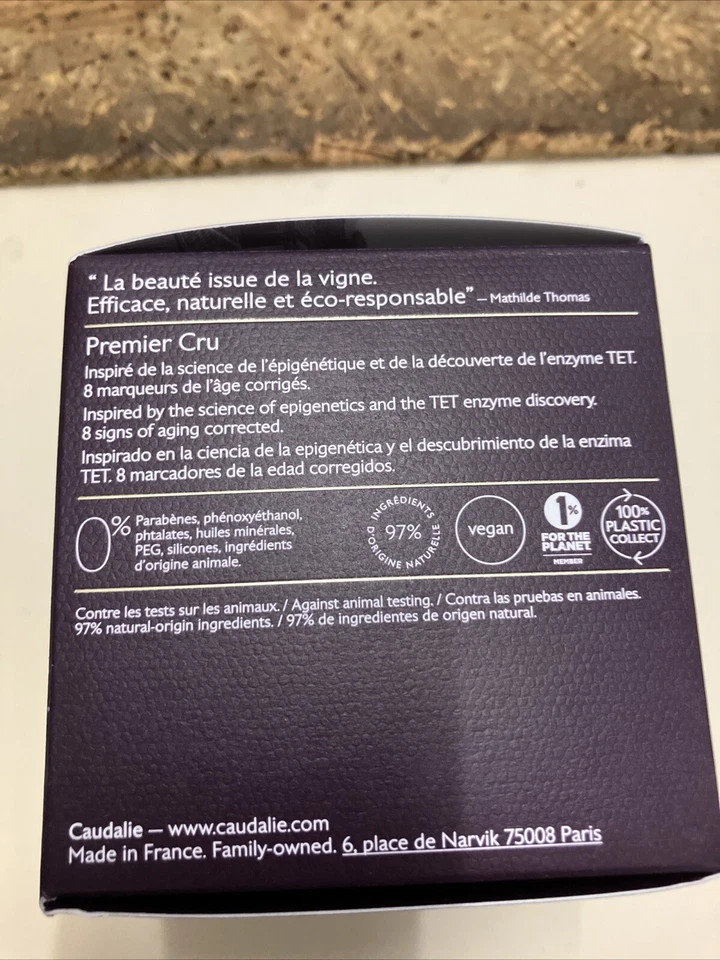 “ La beauté issue de la vigne.
Efficace, naturelle et éco-responsable” – Mathilde Thomas
Premier Cru
Inspiré de la science de l'épigénétique et de la découverte de l'enzyme TET.
8 marqueurs de l'âge corrigés.
Inspired by the science of epigenetics and the TET enzyme discovery.
8 signs of aging corrected.
Inspirado en la ciencia de la epigenética y el descubrimiento de la enzima
TET. 8 marcadores de la edad corregidos.
0% Parabènes, phénoxyéthanol,
phtalates, huiles minérales,
PEG, silicones, ingrédients
d'origine animale.
INGRÉDIENTS
97%
D'ORIGINE NATURELLE
vegan
1%
FOR THE
PLANET
MEMBER
100%
PLASTIC
COLLECT
Contre les tests sur les animaux. / Against animal testing. / Contra las pruebas en animales.
97% natural-origin ingredients. / 97% de ingredientes de origen natural.
Caudalie — www.caudalie.com
Made in France. Family-owned. 6, place de Narvik 75008 Paris